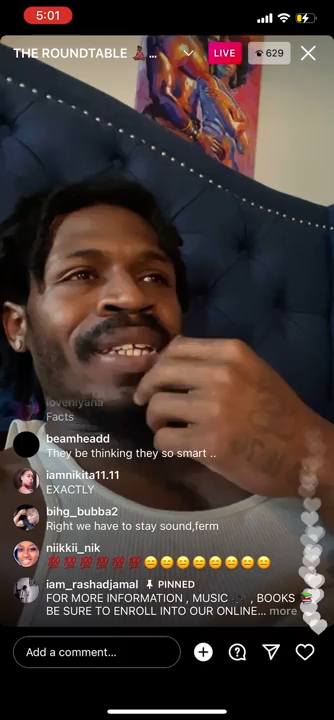 5:01
THE ROUNDTABLE 🧘🏾‍♂️...
LIVE
629
loveniyaha
Facts
beamheadd
They be thinking they so smart ..
iamnikita11.11
EXACTLY
bihg_bubba2
Right we have to stay sound,ferm
niikkii_nik
💯💯💯💯💯💯💯😊😊😊😊😊😊😊😊😊
iam_rashadjamal 📌 PINNED
FOR MORE INFORMATION , MUSIC 🎶 , BOOKS 📚
BE SURE TO ENROLL INTO OUR ONLINE... more
Add a comment...